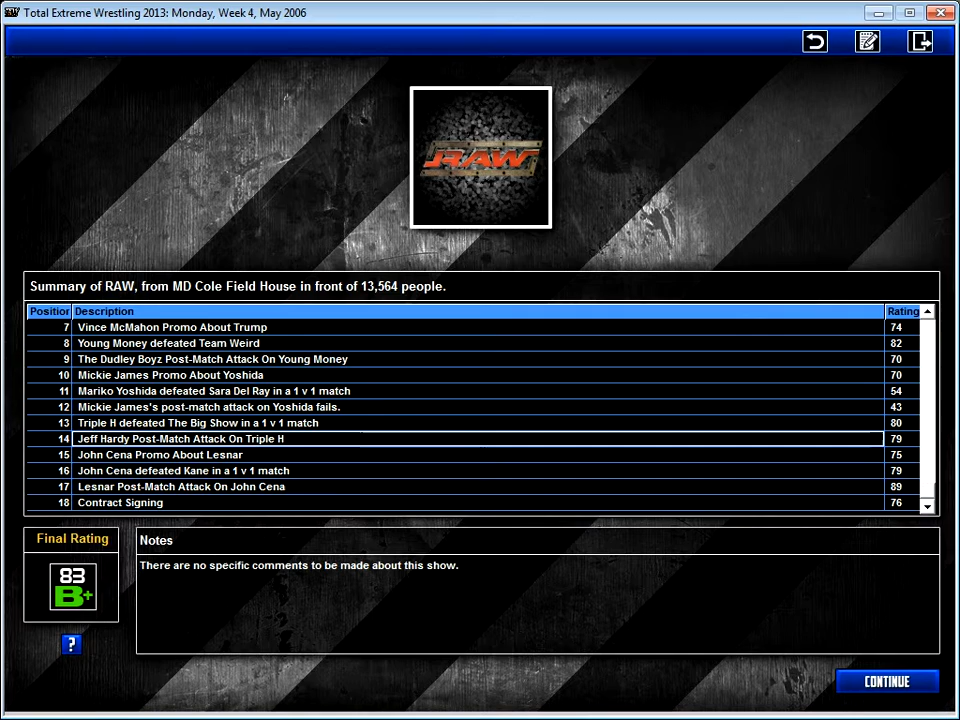 Total Extreme Wrestling 2013: Monday, Week 4, May 2006
RAW
Summary of RAW, from MD Cole Field House in front of 13,564 people.
Position Description Rating
7 Vince McMahon Promo About Trump 74
8 Young Money defeated Team Weird 82
9 The Dudley Boyz Post-Match Attack On Young Money 70
10 Mickie James Promo About Yoshida 70
11 Mariko Yoshida defeated Sara Del Ray in a 1 v 1 match 54
12 Mickie James's post-match attack on Yoshida fails. 43
13 Triple H defeated The Big Show in a 1 v 1 match 80
14 Jeff Hardy Post-Match Attack On Triple H 79
15 John Cena Promo About Lesnar 75
16 John Cena defeated Kane in a 1 v 1 match 79
17 Lesnar Post-Match Attack On John Cena 89
18 Contract Signing 76
Final Rating
83
B+
?
Notes
There are no specific comments to be made about this show.
CONTINUE